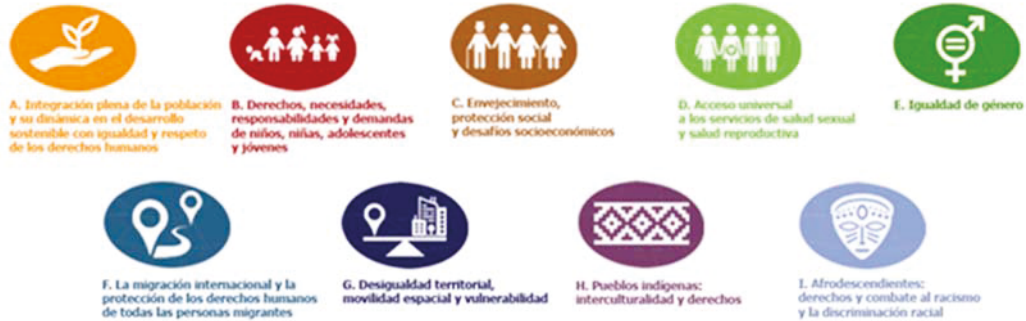 A. Integración plena de la población
y su dinámica en el desarrollo
sostenible con igualdad y respeto
de los derechos humanos
B. Derechos, necesidades,
responsabilidades y demandas
de niños, niñas, adolescentes
y jóvenes
C. Envejecimiento,
protección social
y desafíos socioeconómicos
D. Acceso universal
a los servicios de salud sexual
y salud reproductiva
E. Igualdad de género
F. La migración internacional y la
protección de los derechos humanos
de todas las personas migrantes
G. Desigualdad territorial,
movilidad espacial y vulnerabilidad
H. Pueblos indígenas:
interculturalidad y derechos
I. Afrodescendientes:
derechos y combate al racismo
y la discriminación racial